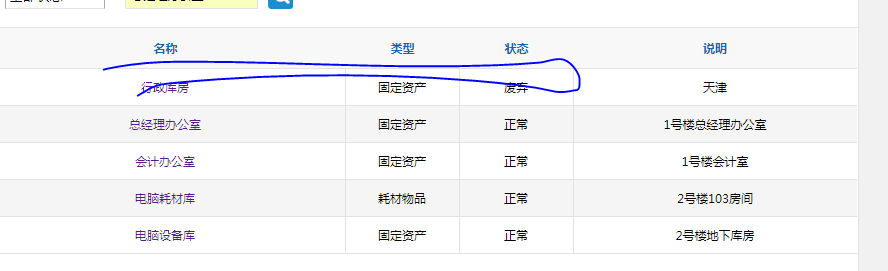 名称 类型 状态 说明
行政库房 固定资产 废弃 天津
总经理办公室 固定资产 正常 1号楼总经理办公室
会计办公室 固定资产 正常 1号楼会计室
电脑耗材库 耗材物品 正常 2号楼103房间
电脑设备库 固定资产 正常 2号楼地下库房